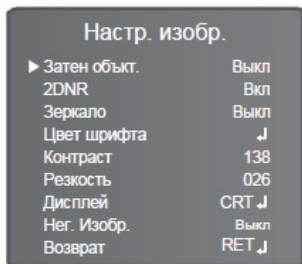 Настр. изобр.
Затен объкт. Выкл
2DNR Вкл
Зеркало Выкл
Цвет шрифта ↲
Контраст 138
Резкость 026
Дисплей CRT ↲
Нег. Изобр. Выкл
Возврат RET ↲